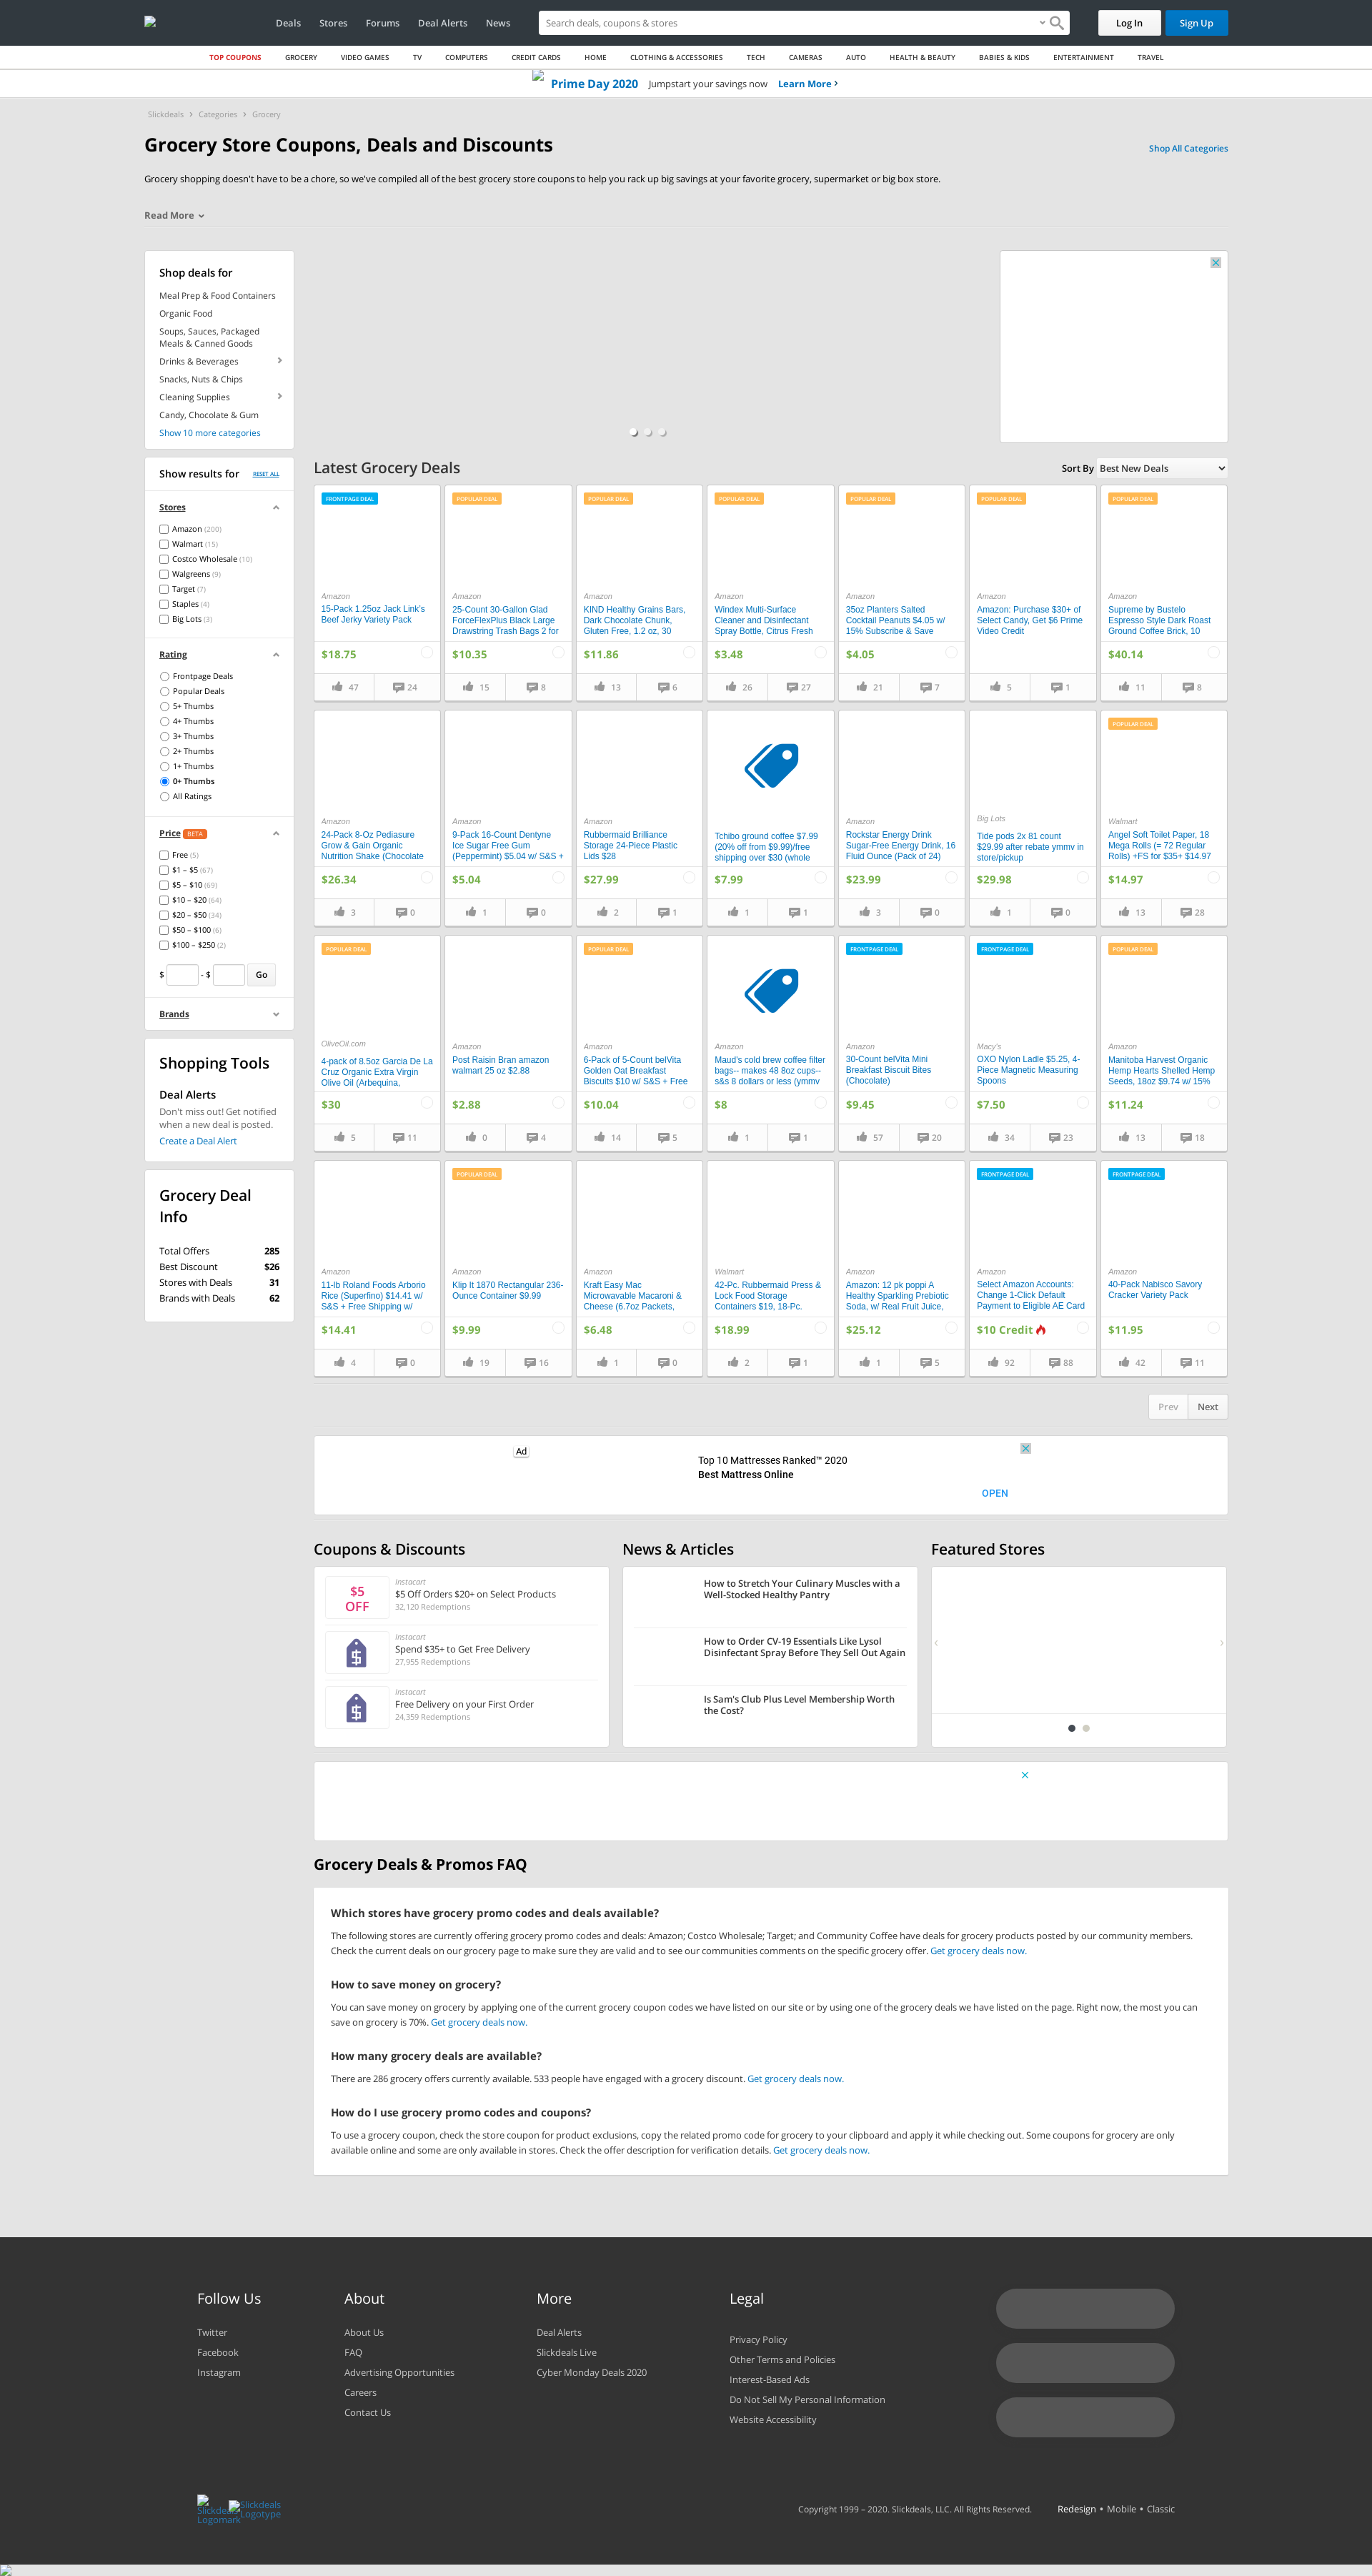 Deals
Stores
Forums
Deal Alerts
News
Search deals, coupons & stores
Log In
Sign Up
TOP COUPONS
GROCERY
VIDEO GAMES
TV
COMPUTERS
CREDIT CARDS
HOME
CLOTHING & ACCESSORIES
TECH
CAMERAS
AUTO
HEALTH & BEAUTY
BABIES & KIDS
ENTERTAINMENT
TRAVEL
Prime Day 2020 Jumpstart your savings now Learn More
Slickdeals > Categories > Grocery
Grocery Store Coupons, Deals and Discounts
Shop All Categories
Grocery shopping doesn't have to be a chore, so we've compiled all of the best grocery store coupons to help you rack up big savings at your favorite grocery, supermarket or big box store.
Read More
Shop deals for
Meal Prep & Food Containers
Organic Food
Soups, Sauces, Packaged
Meals & Canned Goods
Drinks & Beverages
Snacks, Nuts & Chips
Cleaning Supplies
Candy, Chocolate & Gum
Show 10 more categories
Show results for
RESET ALL
Stores
Amazon (200)
Walmart (15)
Costco Wholesale (10)
Walgreens (9)
Target (7)
Staples (4)
Big Lots (3)
Rating
Frontpage Deals
Popular Deals
5+ Thumbs
4+ Thumbs
3+ Thumbs
2+ Thumbs
1+ Thumbs
0+ Thumbs
All Ratings
Price BETA
Free (5)
$1 – $5 (67)
$5 – $10 (69)
$10 – $20 (64)
$20 – $50 (34)
$50 – $100 (6)
$100 – $250 (2)
$ - $ Go
Brands
Shopping Tools
Deal Alerts
Don't miss out! Get notified
when a new deal is posted.
Create a Deal Alert
Grocery Deal
Info
Total Offers 285
Best Discount $26
Stores with Deals 31
Brands with Deals 62
Latest Grocery Deals
Sort By Best New Deals
FRONTPAGE DEAL
Amazon
15-Pack 1.25oz Jack Link's
Beef Jerky Variety Pack
$18.75
47 24
POPULAR DEAL
Amazon
25-Count 30-Gallon Glad
ForceFlexPlus Black Large
Drawstring Trash Bags 2 for
$10.35
15 8
POPULAR DEAL
Amazon
KIND Healthy Grains Bars,
Dark Chocolate Chunk,
Gluten Free, 1.2 oz, 30
$11.86
13 6
POPULAR DEAL
Amazon
Windex Multi-Surface
Cleaner and Disinfectant
Spray Bottle, Citrus Fresh
$3.48
26 27
POPULAR DEAL
Amazon
35oz Planters Salted
Cocktail Peanuts $4.05 w/
15% Subscribe & Save
$4.05
21 7
POPULAR DEAL
Amazon
Amazon: Purchase $30+ of
Select Candy, Get $6 Prime
Video Credit
5 1
POPULAR DEAL
Amazon
Supreme by Bustelo
Espresso Style Dark Roast
Ground Coffee Brick, 10
$40.14
11 8
Amazon
24-Pack 8-Oz Pediasure
Grow & Gain Organic
Nutrition Shake (Chocolate
$26.34
3 0
Amazon
9-Pack 16-Count Dentyne
Ice Sugar Free Gum
(Peppermint) $5.04 w/ S&S +
$5.04
1 0
Amazon
Rubbermaid Brilliance
Storage 24-Piece Plastic
Lids $28
$27.99
2 1
Tchibo ground coffee $7.99
(20% off from $9.99)/free
shipping over $30 (whole
$7.99
1 1
Amazon
Rockstar Energy Drink
Sugar-Free Energy Drink, 16
Fluid Ounce (Pack of 24)
$23.99
3 0
Big Lots
Tide pods 2x 81 count
$29.99 after rebate ymmv in
store/pickup
$29.98
1 0
POPULAR DEAL
Walmart
Angel Soft Toilet Paper, 18
Mega Rolls (= 72 Regular
Rolls) +FS for $35+ $14.97
$14.97
13 28
POPULAR DEAL
OliveOil.com
4-pack of 8.5oz Garcia De La
Cruz Organic Extra Virgin
Olive Oil (Arbequina,
$30
5 11
Amazon
Post Raisin Bran amazon
walmart 25 oz $2.88
$2.88
0 4
POPULAR DEAL
Amazon
6-Pack of 5-Count belVita
Golden Oat Breakfast
Biscuits $10 w/ S&S + Free
$10.04
14 5
Amazon
Maud's cold brew coffee filter
bags-- makes 48 8oz cups--
s&s 8 dollars or less (ymmv
$8
1 1
FRONTPAGE DEAL
Amazon
30-Count belVita Mini
Breakfast Biscuit Bites
(Chocolate)
$9.45
57 20
FRONTPAGE DEAL
Macy's
OXO Nylon Ladle $5.25, 4-
Piece Magnetic Measuring
Spoons
$7.50
34 23
POPULAR DEAL
Amazon
Manitoba Harvest Organic
Hemp Hearts Shelled Hemp
Seeds, 18oz $9.74 w/ 15%
$11.24
13 18
Amazon
11-lb Roland Foods Arborio
Rice (Superfino) $14.41 w/
S&S + Free Shipping w/
$14.41
4 0
POPULAR DEAL
Amazon
Klip It 1870 Rectangular 236-
Ounce Container $9.99
$9.99
19 16
Amazon
Kraft Easy Mac
Microwavable Macaroni &
Cheese (6.7oz Packets,
$6.48
1 0
Walmart
42-Pc. Rubbermaid Press &
Lock Food Storage
Containers $19, 18-Pc.
$18.99
2 1
Amazon
Amazon: 12 pk poppi A
Healthy Sparkling Prebiotic
Soda, w/ Real Fruit Juice,
$25.12
1 5
FRONTPAGE DEAL
Amazon
Select Amazon Accounts:
Change 1-Click Default
Payment to Eligible AE Card
$10 Credit
92 88
FRONTPAGE DEAL
Amazon
40-Pack Nabisco Savory
Cracker Variety Pack
$11.95
42 11
Prev Next
Ad
Top 10 Mattresses Ranked™ 2020
Best Mattress Online
OPEN
Coupons & Discounts
$5
OFF
Instacart
$5 Off Orders $20+ on Select Products
32,120 Redemptions
Instacart
Spend $35+ to Get Free Delivery
27,955 Redemptions
Instacart
Free Delivery on your First Order
24,359 Redemptions
News & Articles
How to Stretch Your Culinary Muscles with a
Well-Stocked Healthy Pantry
How to Order CV-19 Essentials Like Lysol
Disinfectant Spray Before They Sell Out Again
Is Sam's Club Plus Level Membership Worth
the Cost?
Featured Stores
Grocery Deals & Promos FAQ
Which stores have grocery promo codes and deals available?
The following stores are currently offering grocery promo codes and deals: Amazon; Costco Wholesale; Target; and Community Coffee have deals for grocery products posted by our community members.
Check the current deals on our grocery page to make sure they are valid and to see our communities comments on the specific grocery offer. Get grocery deals now.
How to save money on grocery?
You can save money on grocery by applying one of the current grocery coupon codes we have listed on our site or by using one of the grocery deals we have listed on the page. Right now, the most you can
save on grocery is 70%. Get grocery deals now.
How many grocery deals are available?
There are 286 grocery offers currently available. 533 people have engaged with a grocery discount. Get grocery deals now.
How do I use grocery promo codes and coupons?
To use a grocery coupon, check the store coupon for product exclusions, copy the related promo code for grocery to your clipboard and apply it while checking out. Some coupons for grocery are only
available online and some are only available in stores. Check the offer description for verification details. Get grocery deals now.
Follow Us
Twitter
Facebook
Instagram
About
About Us
FAQ
Advertising Opportunities
Careers
Contact Us
More
Deal Alerts
Slickdeals Live
Cyber Monday Deals 2020
Legal
Privacy Policy
Other Terms and Policies
Interest-Based Ads
Do Not Sell My Personal Information
Website Accessibility
Slickdeals
Logomark
Slickdeals
Logotype
Copyright 1999 – 2020. Slickdeals, LLC. All Rights Reserved.
Redesign • Mobile • Classic